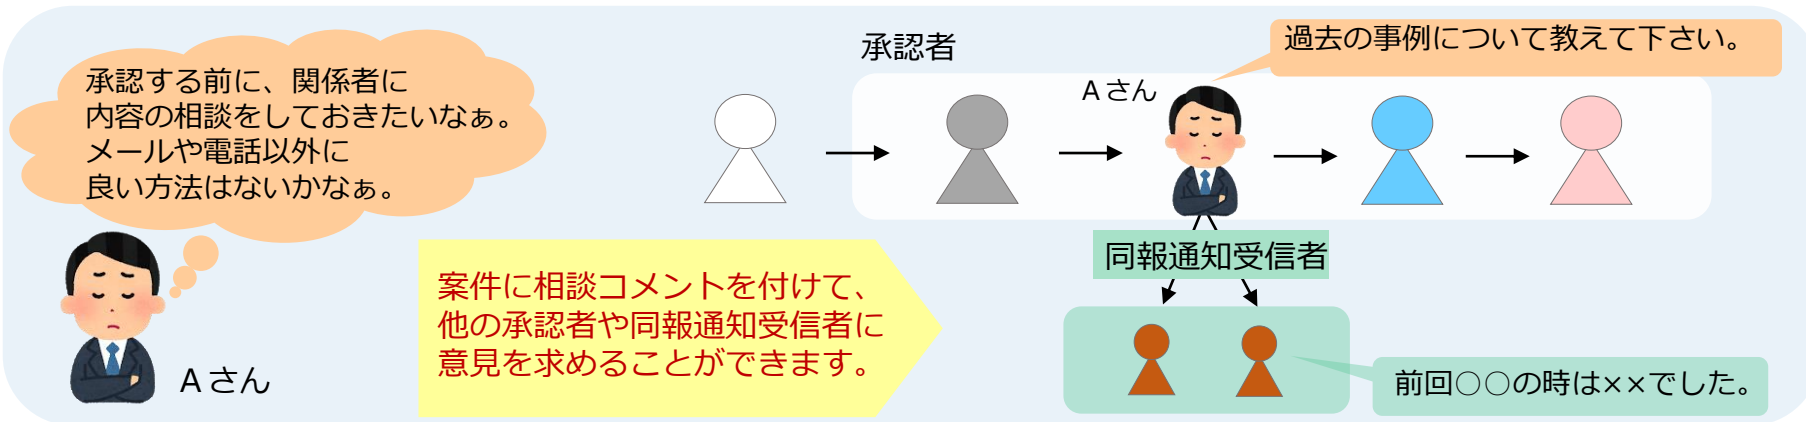 承認する前に、関係者に
内容の相談をしておきたいなぁ。
メールや電話以外に
良い方法はないかなぁ。
Aさん
案件に相談コメントを付けて、
他の承認者や同報通知受信者に
意見を求めることができます。
承認者
Aさん
過去の事例について教えて下さい。
同報通知受信者
前回○○の時は××でした。